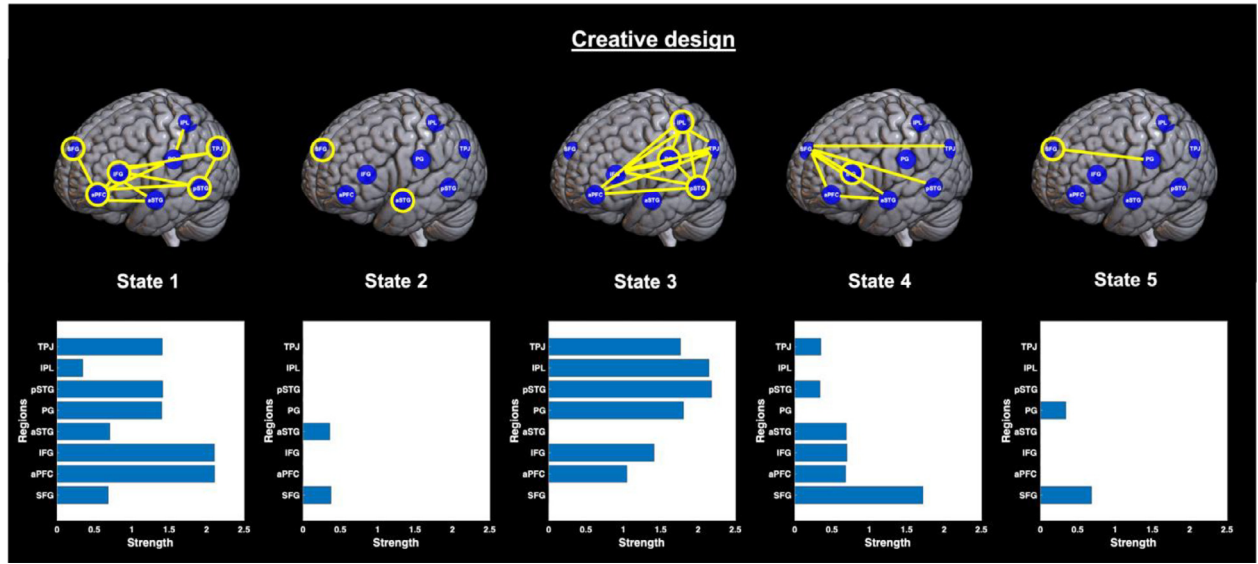 Creative design
IPL
SFG
TPJ
IFG
pSTG
aPFC
aSTG
IPL
SFG
TPJ
PG
IFG
pSTG
aPFC
aSTG
IPL
SFG
TPJ
IFG
pSTG
aPFC
aSTG
IPL
SFG
TPJ
PG
pSTG
aPFC
aSTG
IPL
SFG
TPJ
PG
IFG
pSTG
aPFC
aSTG
State 1 State 2 State 3 State 4 State 5
TPJ
IPL
pSTG
PG
aSTG
IFG
aPFC
SFG
Regions
0 0.5 1 1.5 2 2.5
Strength
TPJ
IPL
pSTG
PG
aSTG
IFG
aPFC
SFG
Regions
0 0.5 1 1.5 2 2.5
Strength
TPJ
IPL
pSTG
PG
aSTG
IFG
aPFC
SFG
Regions
0 0.5 1 1.5 2 2.5
Strength
TPJ
IPL
pSTG
PG
aSTG
IFG
aPFC
SFG
Regions
0 0.5 1 1.5 2 2.5
Strength
TPJ
IPL
pSTG
PG
aSTG
IFG
aPFC
SFG
Regions
0 0.5 1 1.5 2 2.5
Strength